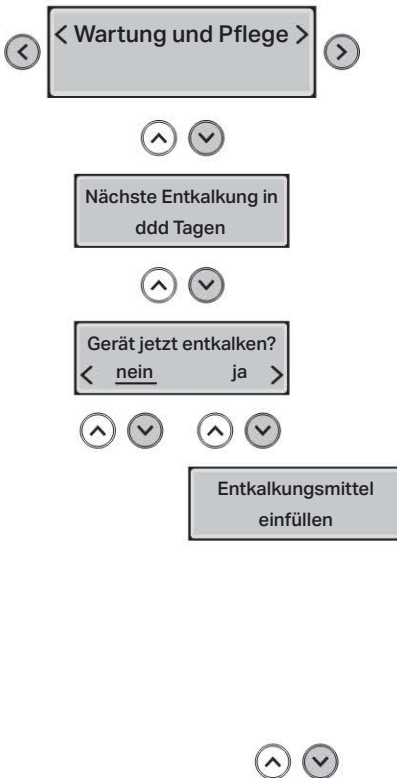 < Wartung und Pflege >
Nächste Entkalkung in
ddd Tagen
Gerät jetzt entkalken?
< nein ja >
Entkalkungsmittel
einfüllen